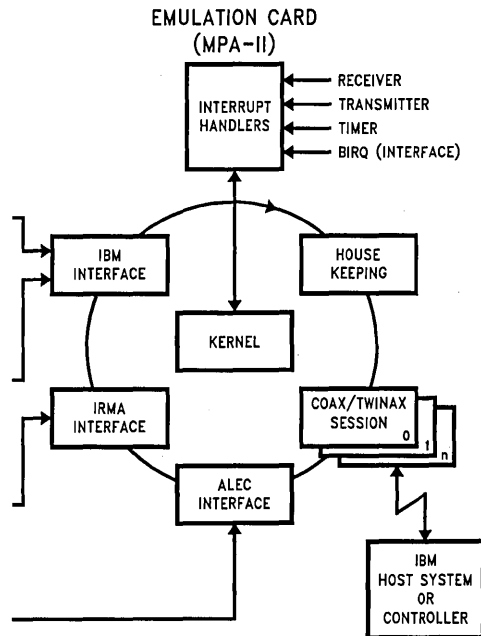 EMULATION CARD
(MPA-II)
INTERRUPT
HANDLERS
RECEIVER
TRANSMITTER
TIMER
BIRQ (INTERFACE)
IBM
INTERFACE
HOUSE
KEEPING
KERNEL
IRMA
INTERFACE
COAX/TWINAX
SESSION
0
1
n
ALEC
INTERFACE
IBM
HOST SYSTEM
OR
CONTROLLER